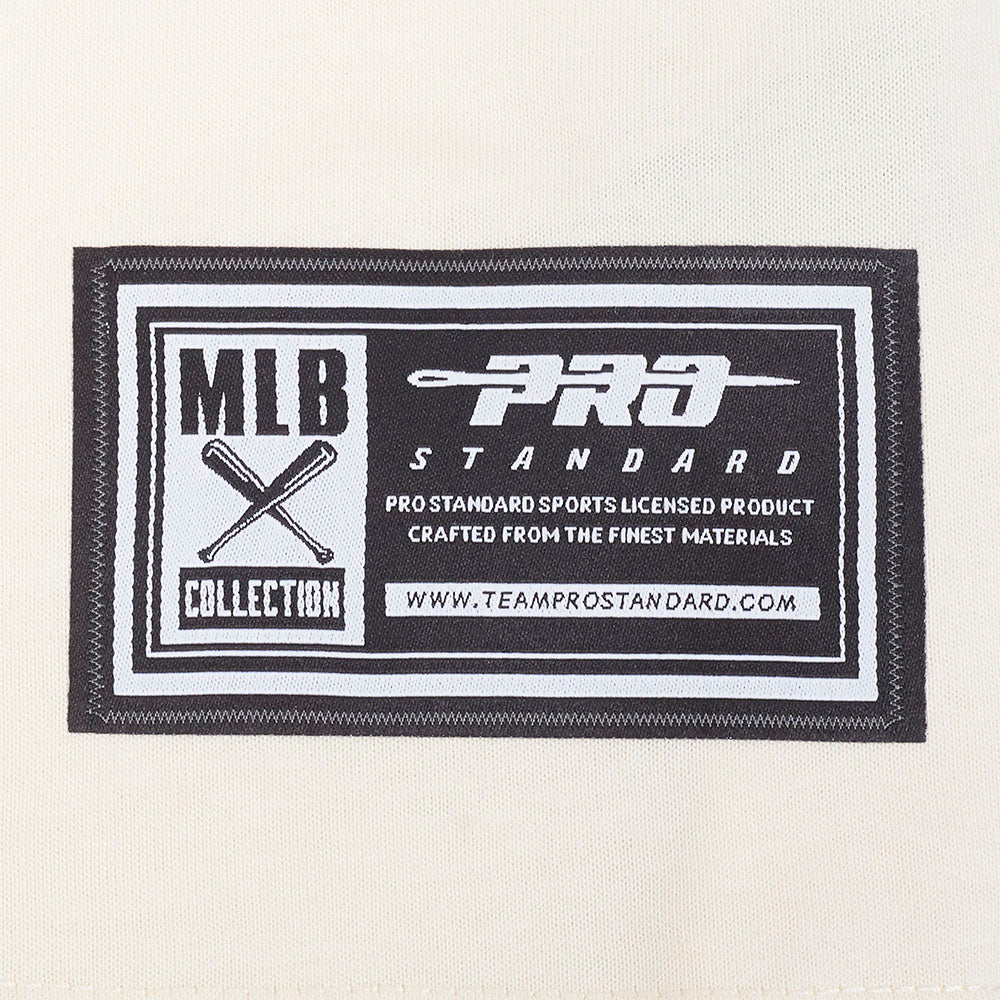 MLB
COLLECTION
PRO
STANDARD
PRO STANDARD SPORTS LICENSED PRODUCT
CRAFTED FROM THE FINEST MATERIALS
WWW.TEAMPROSTANDARD.COM